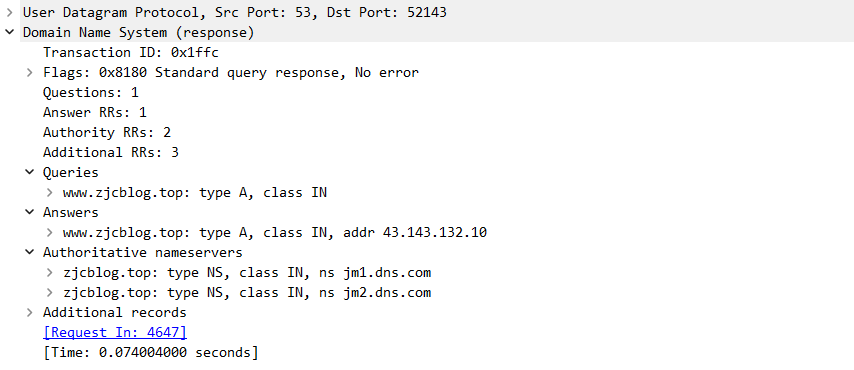 User Datagram Protocol, Src Port: 53, Dst Port: 52143
Domain Name System (response)
Transaction ID: 0x1ffc
Flags: 0x8180 Standard query response, No error
Questions: 1
Answer RRs: 1
Authority RRs: 2
Additional RRs: 3
Queries
www.zjcblog.top: type A, class IN
Answers
www.zjcblog.top: type A, class IN, addr 43.143.132.10
Authoritative nameservers
zjcblog.top: type NS, class IN, ns jm1.dns.com
zjcblog.top: type NS, class IN, ns jm2.dns.com
Additional records
[Request In: 4647]
[Time: 0.074004000 seconds]